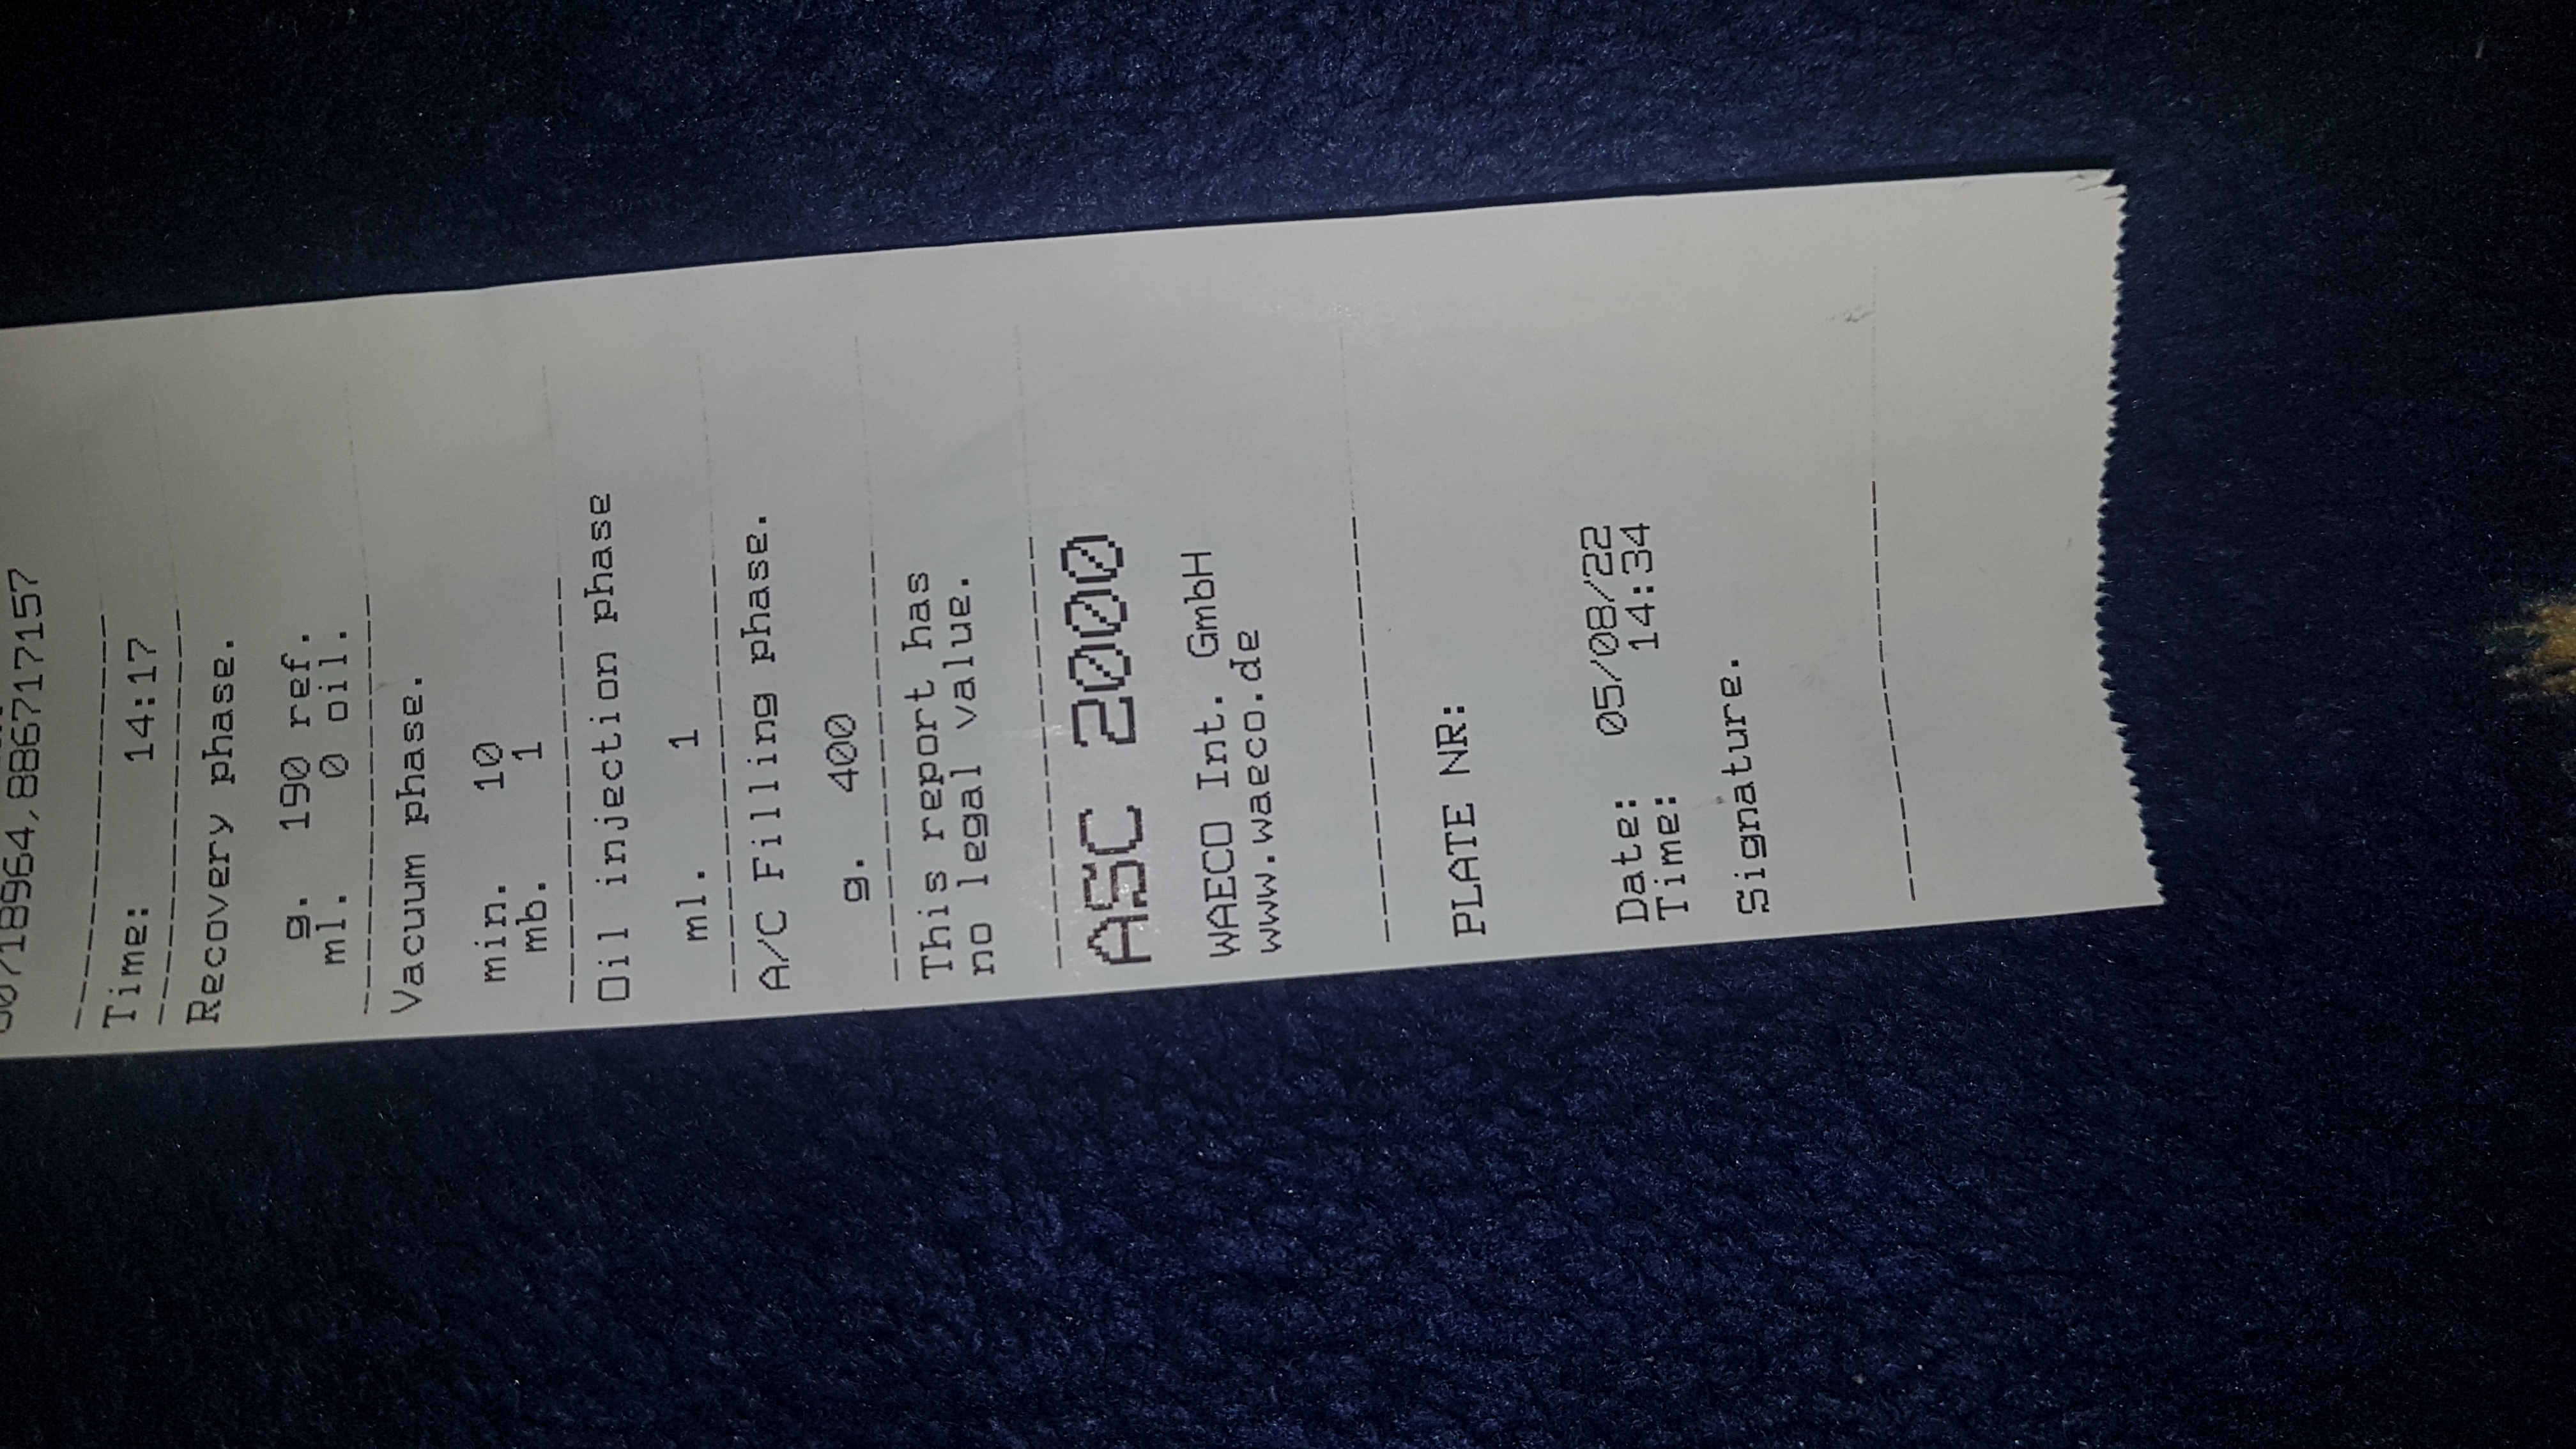 718964,886717157
Time: 14:17
Recovery phase.
g. 190 ref.
ml. 0 oil.
Vacuum phase.
min. 10
mb. 1
Oil injection phase
ml. 1
A/C Filling phase.
g. 400
This report has
no legal value.
ASC 2000
WAECO Int. GmbH
www.waeco.de
PLATE NR:
Date: 05/08/22
Time: 14:34
Signature.